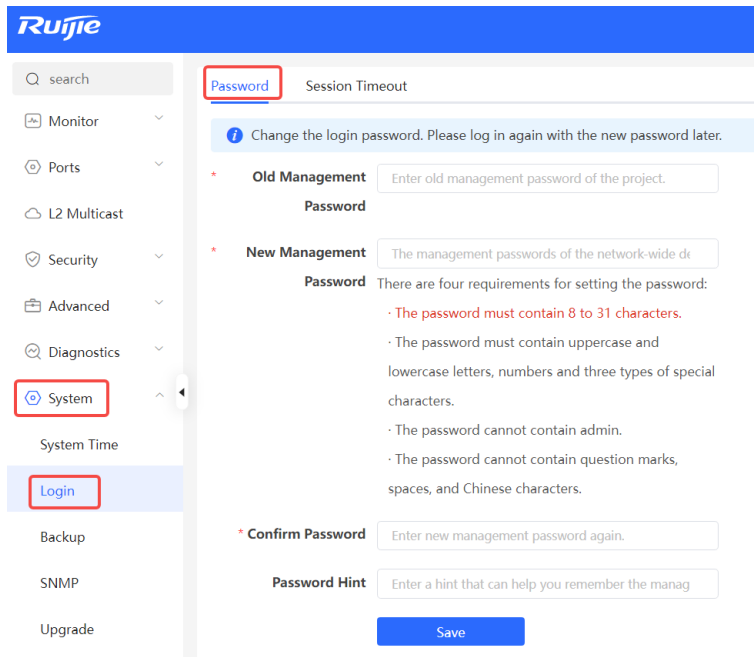 Ruijie
search
Monitor
Ports
L2 Multicast
Security
Advanced
Diagnostics
System
System Time
Login
Backup
SNMP
Upgrade
Password Session Timeout
Change the login password. Please log in again with the new password later.
* Old Management Enter old management password of the project.
Password
* New Management The management passwords of the network-wide de
Password There are four requirements for setting the password:
· The password must contain 8 to 31 characters.
· The password must contain uppercase and
lowercase letters, numbers and three types of special
characters.
· The password cannot contain admin.
· The password cannot contain question marks,
spaces, and Chinese characters.
* Confirm Password Enter new management password again.
Password Hint Enter a hint that can help you remember the manag
Save